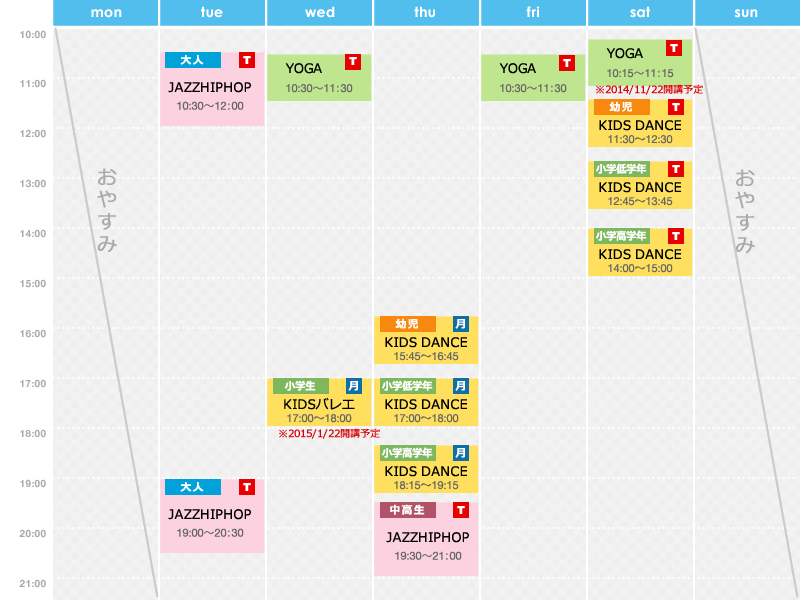 mon tue wed thu fri sat sun
10:00
11:00
12:00
13:00
14:00
15:00
16:00
17:00
18:00
19:00
20:00
21:00
おやすみ
大人 T
JAZZHIPHOP
10:30〜12:00
大人 T
JAZZHIPHOP
19:00〜20:30
T
YOGA
10:30〜11:30
小学生 月
KIDSバレエ
17:00〜18:00
※2015/1/22開講予定
幼児 月
KIDS DANCE
15:45〜16:45
小学低学年 月
KIDS DANCE
17:00〜18:00
小学高学年 月
KIDS DANCE
18:15〜19:15
中高生 T
JAZZHIPHOP
19:30〜21:00
T
YOGA
10:30〜11:30
T
YOGA
10:15〜11:15
※2014/11/22開講予定
幼児 T
KIDS DANCE
11:30〜12:30
小学低学年 T
KIDS DANCE
12:45〜13:45
小学高学年 T
KIDS DANCE
14:00〜15:00
おやすみ